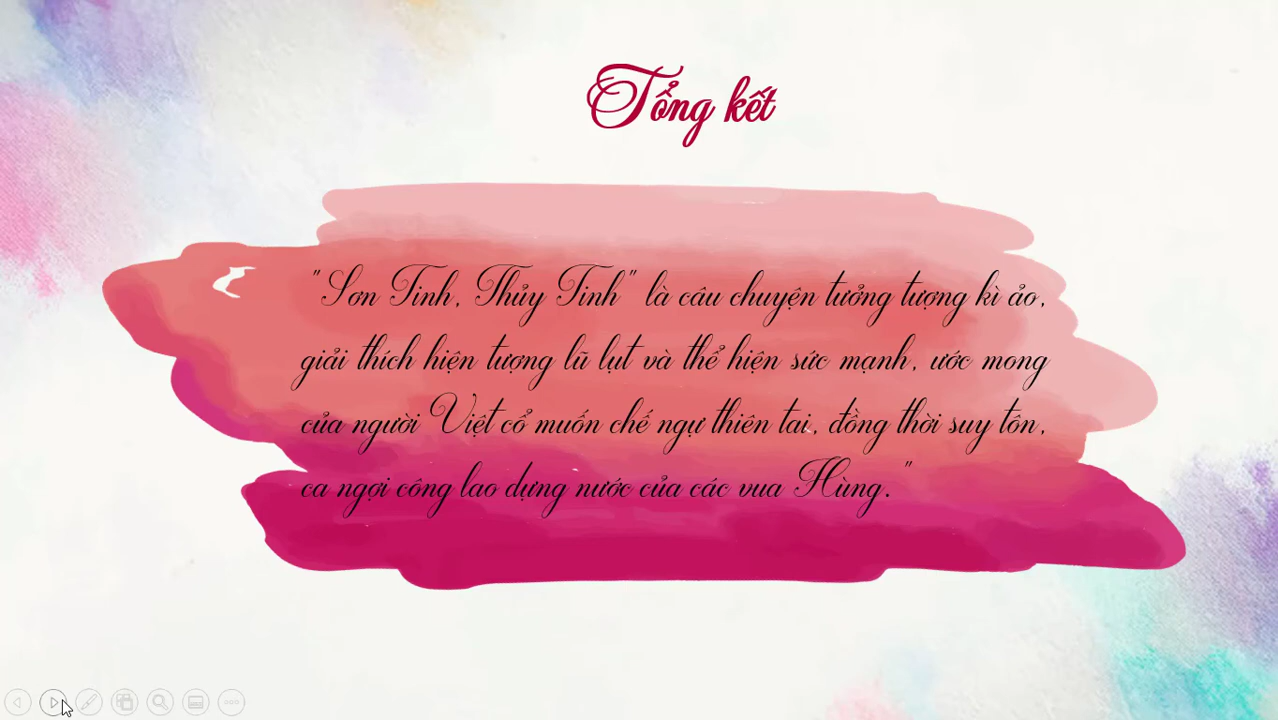 Tổng kết
"Sơn Tinh, Thủy Tinh" là câu chuyện tưởng tượng kì ảo,
giải thích hiện tượng lũ lụt và thể hiện sức mạnh, ước mong
của người Việt cổ muốn chế ngự thiên tai, đồng thời suy tôn,
ca ngợi công lao dựng nước của các vua Hùng."